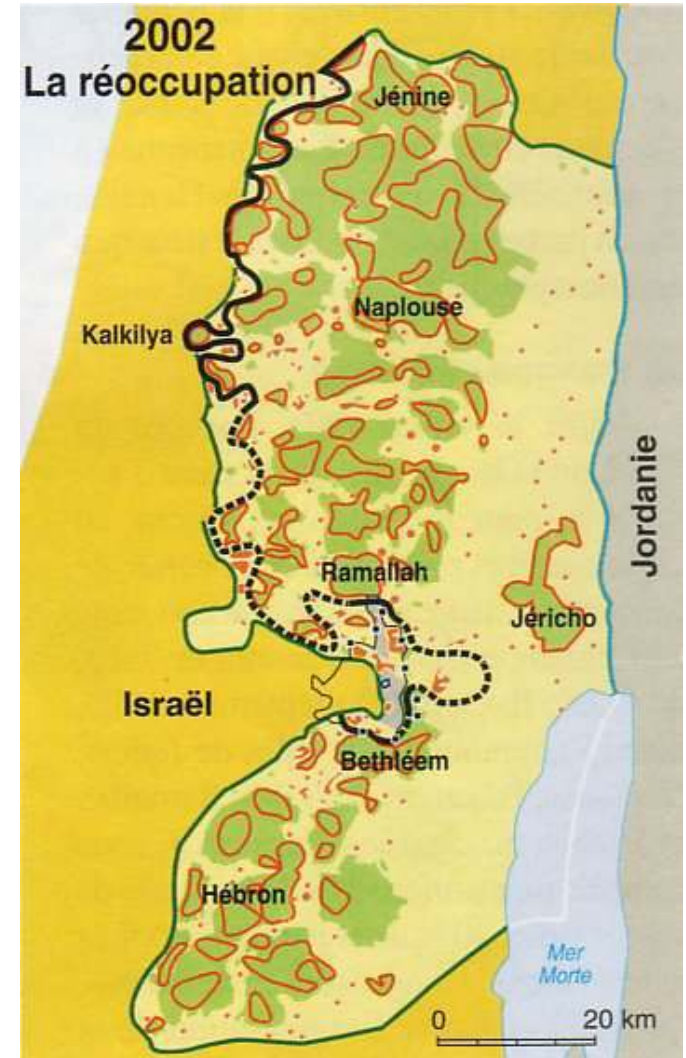 2002
La réoccupation
Jénine
Naplouse
Kalkilya
Jordanie
Ramallah
Jéricho
Israël
Bethléem
Hébron
Mer
Morte
0 20 km